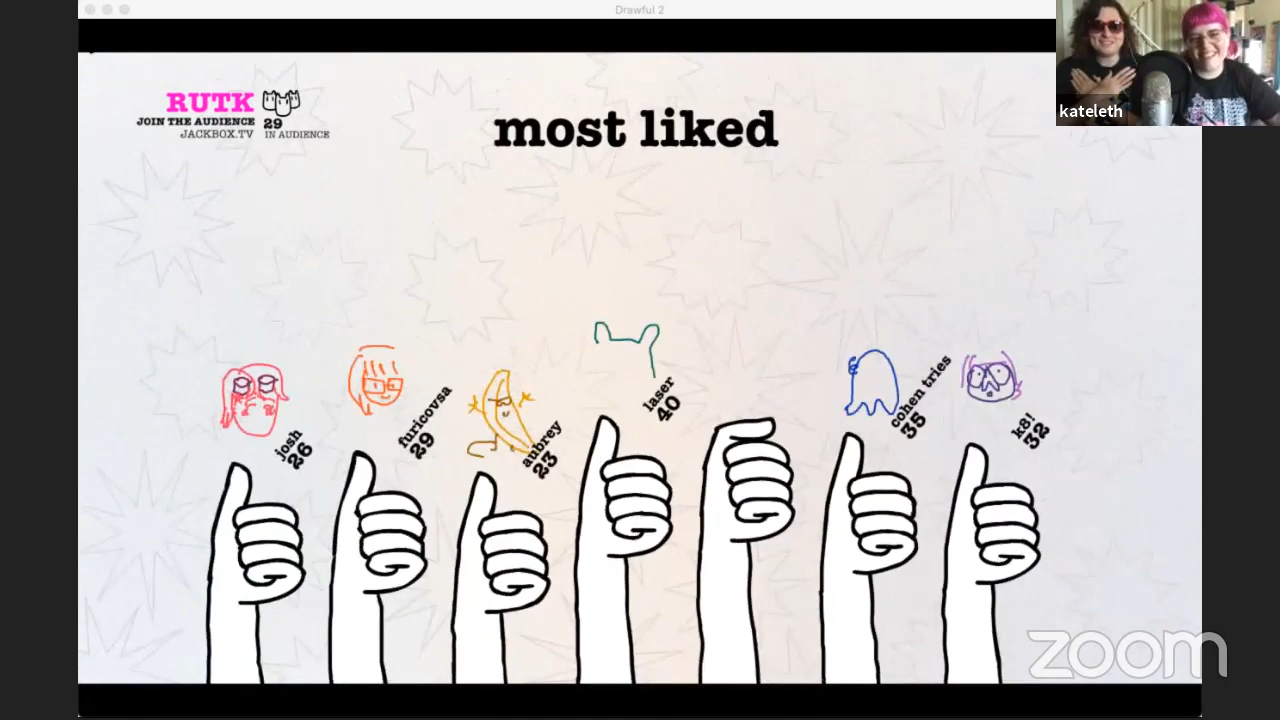 Drawful 2
RUTK
JOIN THE AUDIENCE
JACKBOX.TV
29
IN AUDIENCE
most liked
kateleth
josh
26
furicovsa
29
aubrey
23
laser
40
cohen tries
35
k8!
32
zoom